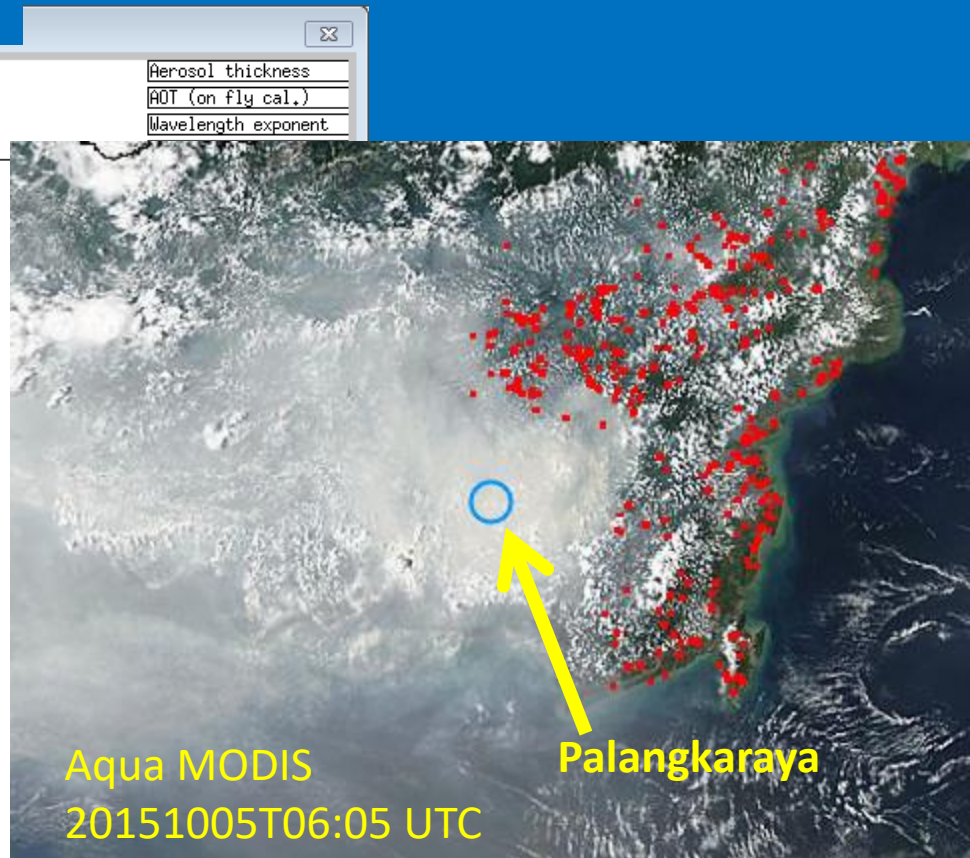 Aerosol thickness
AOT (on fly cal.)
Wavelength exponent
Palangkaraya
Aqua MODIS
20151005T06:05 UTC